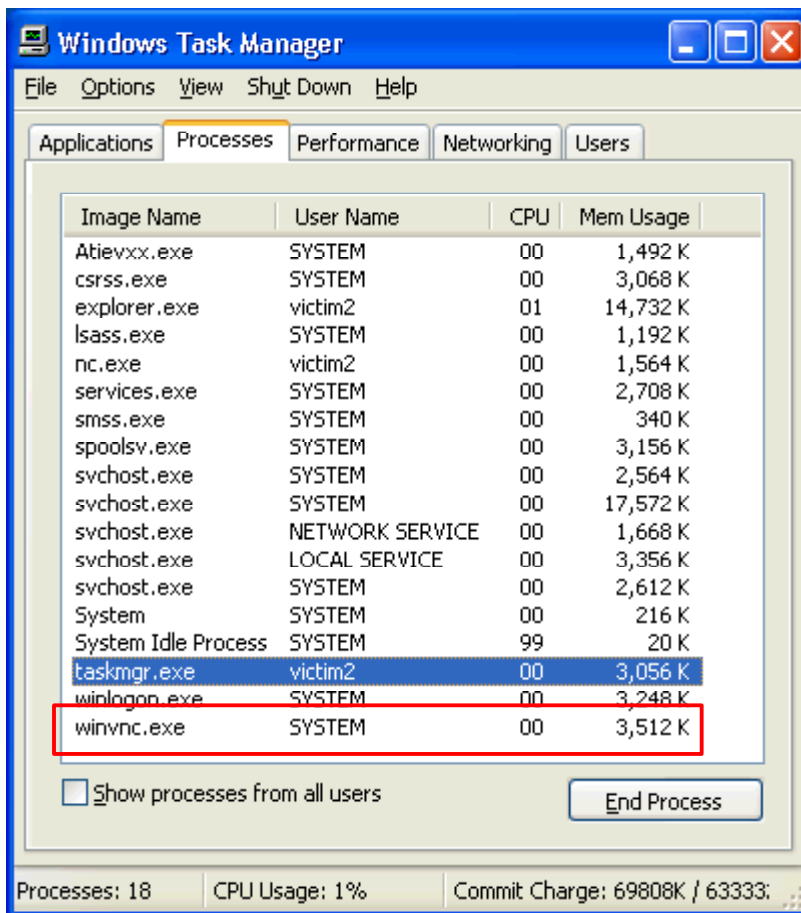 Windows Task Manager
File Options View Shut Down Help
Applications Processes Performance Networking Users
Image Name User Name CPU Mem Usage
Atievxx.exe SYSTEM 00 1,492 K
csrss.exe SYSTEM 00 3,068 K
explorer.exe victim2 01 14,732 K
lsass.exe SYSTEM 00 1,192 K
nc.exe victim2 00 1,564 K
services.exe SYSTEM 00 2,708 K
smss.exe SYSTEM 00 340 K
spoolsv.exe SYSTEM 00 3,156 K
svchost.exe SYSTEM 00 2,564 K
svchost.exe SYSTEM 00 17,572 K
svchost.exe NETWORK SERVICE 00 1,668 K
svchost.exe LOCAL SERVICE 00 3,356 K
svchost.exe SYSTEM 00 2,612 K
System SYSTEM 00 216 K
System Idle Process SYSTEM 99 20 K
taskmgr.exe victim2 00 3,056 K
winlogon.exe SYSTEM 00 3,248 K
winvnc.exe SYSTEM 00 3,512 K
Show processes from all users
End Process
Processes: 18 CPU Usage: 1% Commit Charge: 69808K / 63333